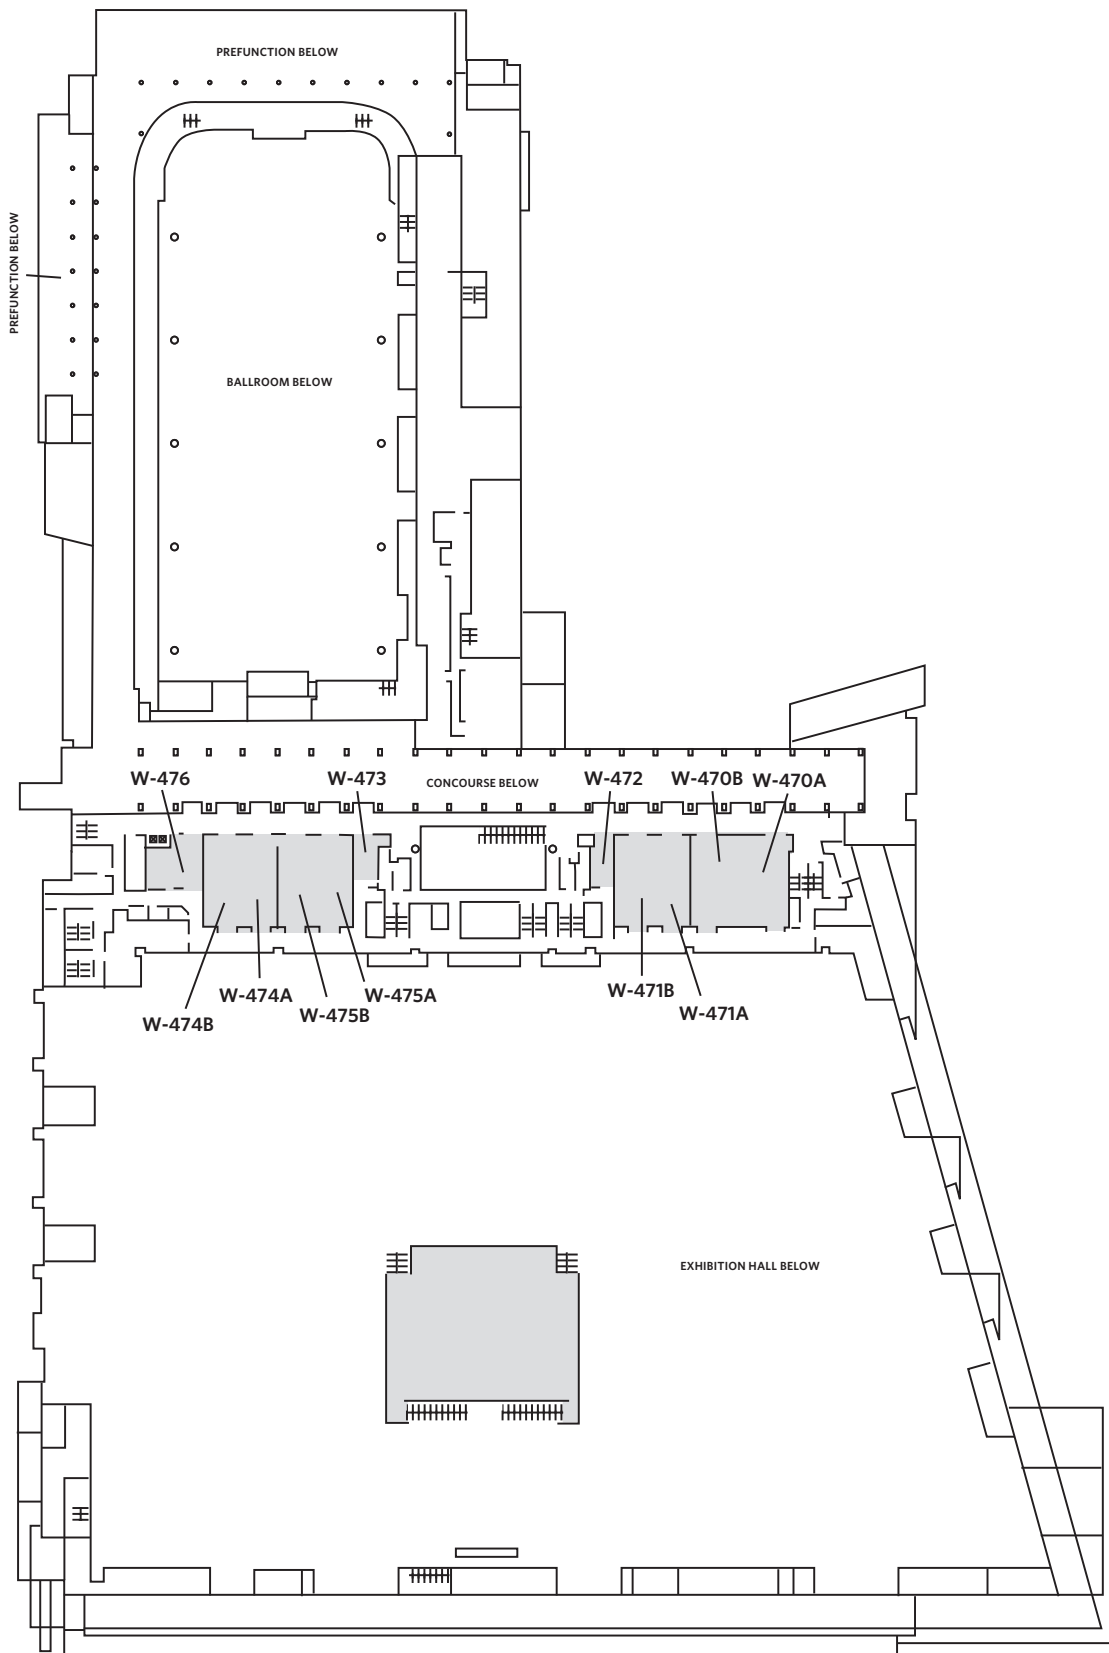 PREFUNCTION BELOW
PREFUNCTION BELOW
BALLROOM BELOW
W-476
W-473
CONCOURSE BELOW
W-472
W-470B
W-470A
W-474A
W-475A
W-471B
W-474B
W-475B
W-471A
EXHIBITION HALL BELOW